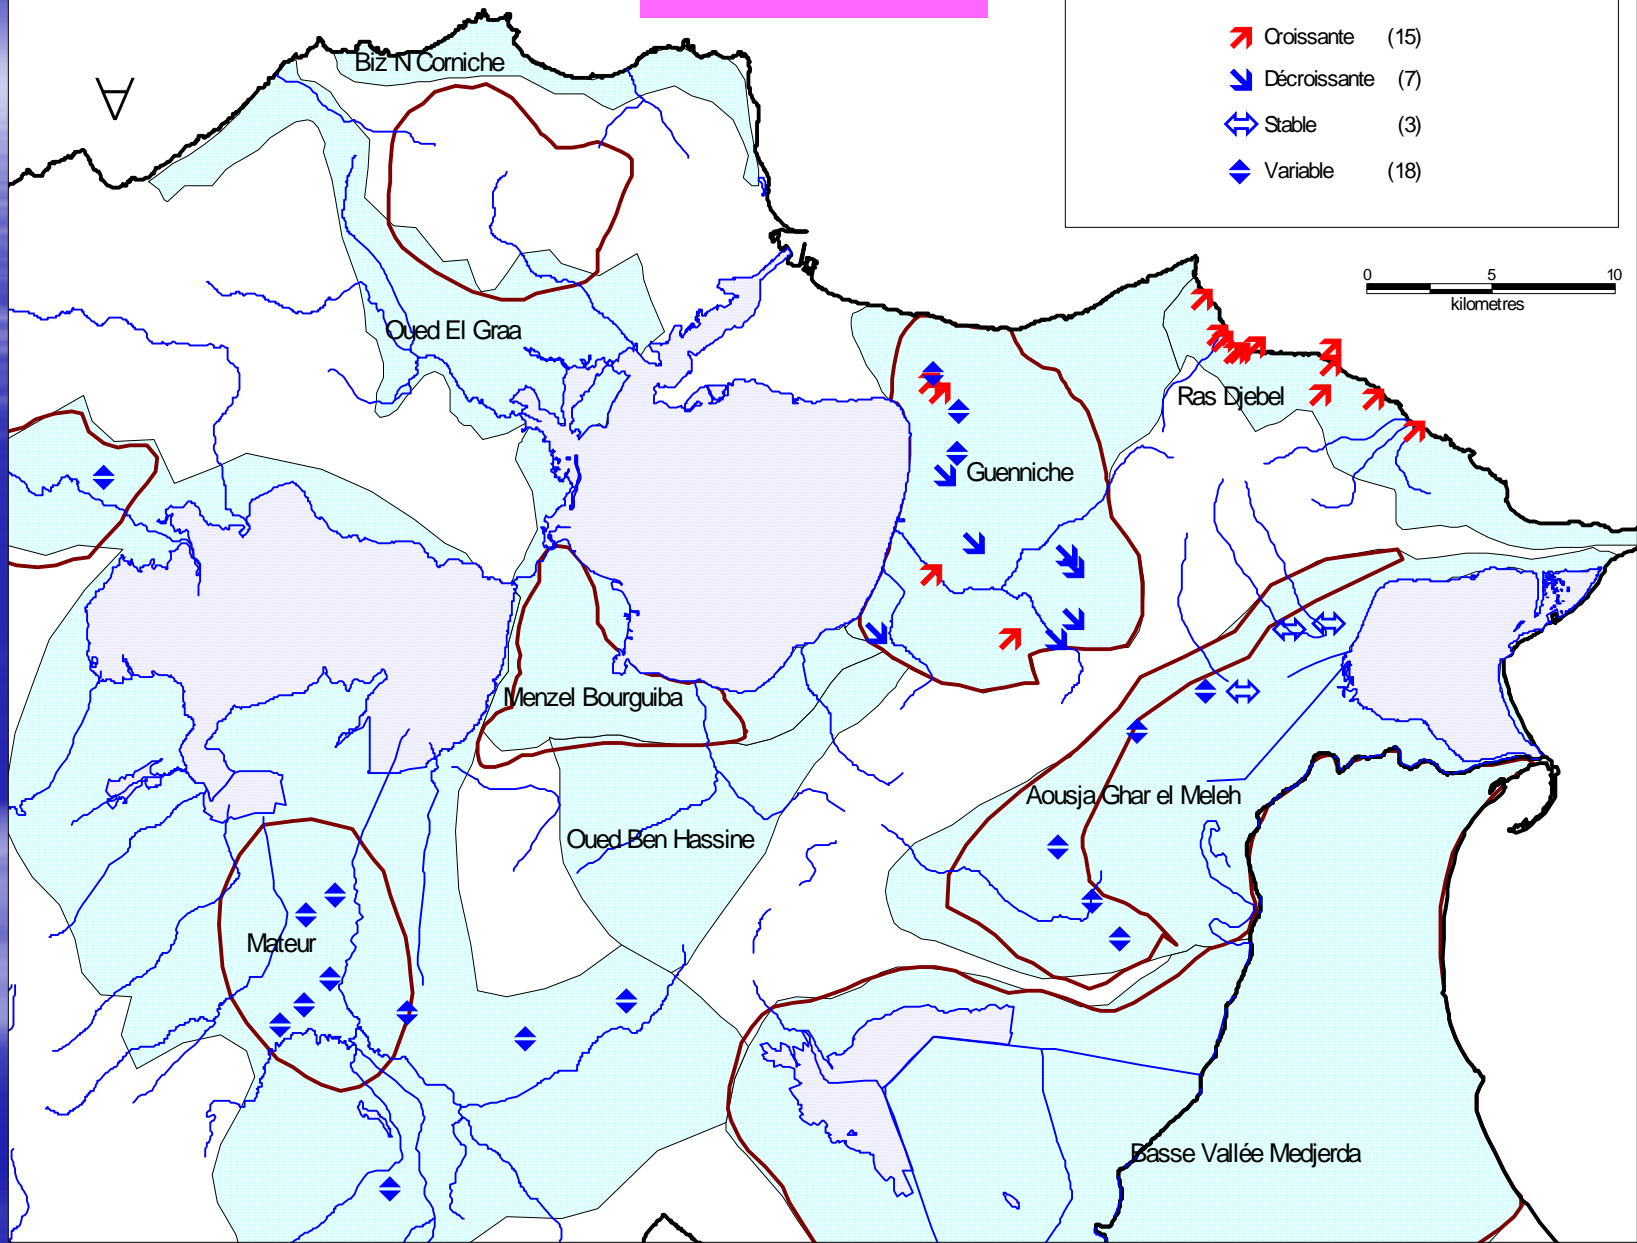 Croissante (15)
Décroissante (7)
Stable (3)
Variable (18)
0 5 10
kilometres
Biz N Corniche
Oued El Graa
Ras Djebel
Guenniche
Menzel Bourguiba
Aousja Ghar el Meleh
Oued Ben Hassine
Mateur
Basse Vallée Medjerda